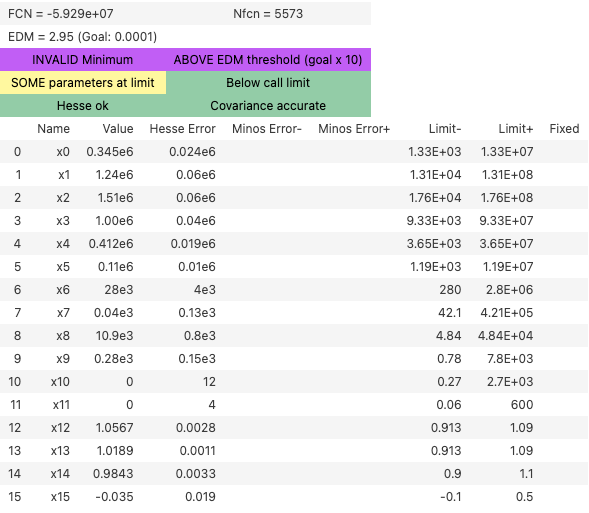 FCN = -5.929e+07 Nfcn = 5573
EDM = 2.95 (Goal: 0.0001)
INVALID Minimum ABOVE EDM threshold (goal x 10)
SOME parameters at limit Below call limit
Hesse ok Covariance accurate
Name Value Hesse Error Minos Error- Minos Error+ Limit- Limit+ Fixed
0 x0 0.345e6 0.024e6 1.33E+03 1.33E+07
1 x1 1.24e6 0.06e6 1.31E+04 1.31E+08
2 x2 1.51e6 0.06e6 1.76E+04 1.76E+08
3 x3 1.00e6 0.04e6 9.33E+03 9.33E+07
4 x4 0.412e6 0.019e6 3.65E+03 3.65E+07
5 x5 0.11e6 0.01e6 1.19E+03 1.19E+07
6 x6 28e3 4e3 280 2.8E+06
7 x7 0.04e3 0.13e3 42.1 4.21E+05
8 x8 10.9e3 0.8e3 4.84 4.84E+04
9 x9 0.28e3 0.15e3 0.78 7.8E+03
10 x10 0 12 0.27 2.7E+03
11 x11 0 4 0.06 600
12 x12 1.0567 0.0028 0.913 1.09
13 x13 1.0189 0.0011 0.913 1.09
14 x14 0.9843 0.0033 0.9 1.1
15 x15 -0.035 0.019 -0.1 0.5